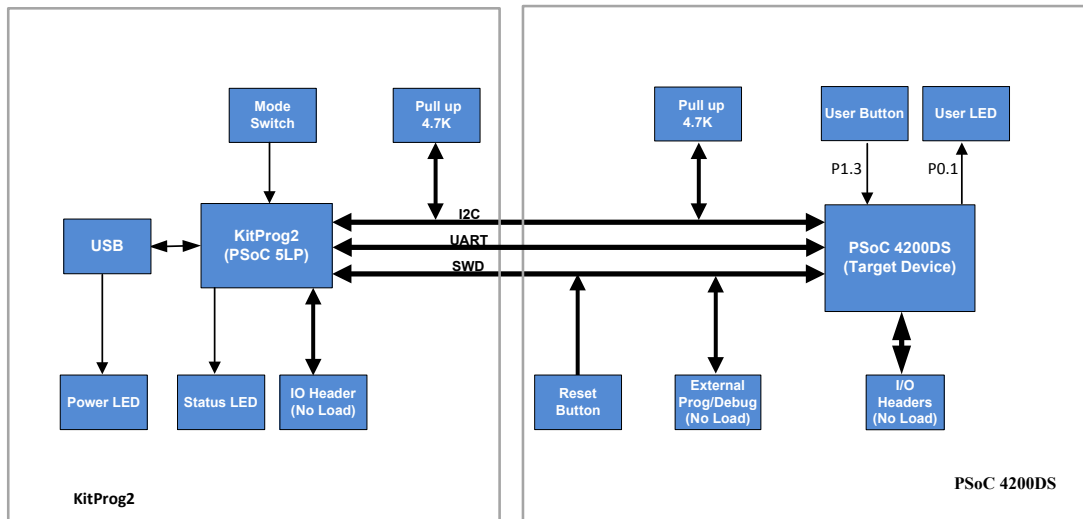 Mode
Switch
Pull up
4.7K
Pull up
4.7K
User Button
User LED
P1.3
P0.1
I2C
USB
KitProg2
(PSoC 5LP)
UART
PSoC 4200DS
(Target Device)
SWD
Power LED
Status LED
IO Header
(No Load)
Reset
Button
External
Prog/Debug
(No Load)
I/O
Headers
(No Load)
KitProg2
PSoC 4200DS